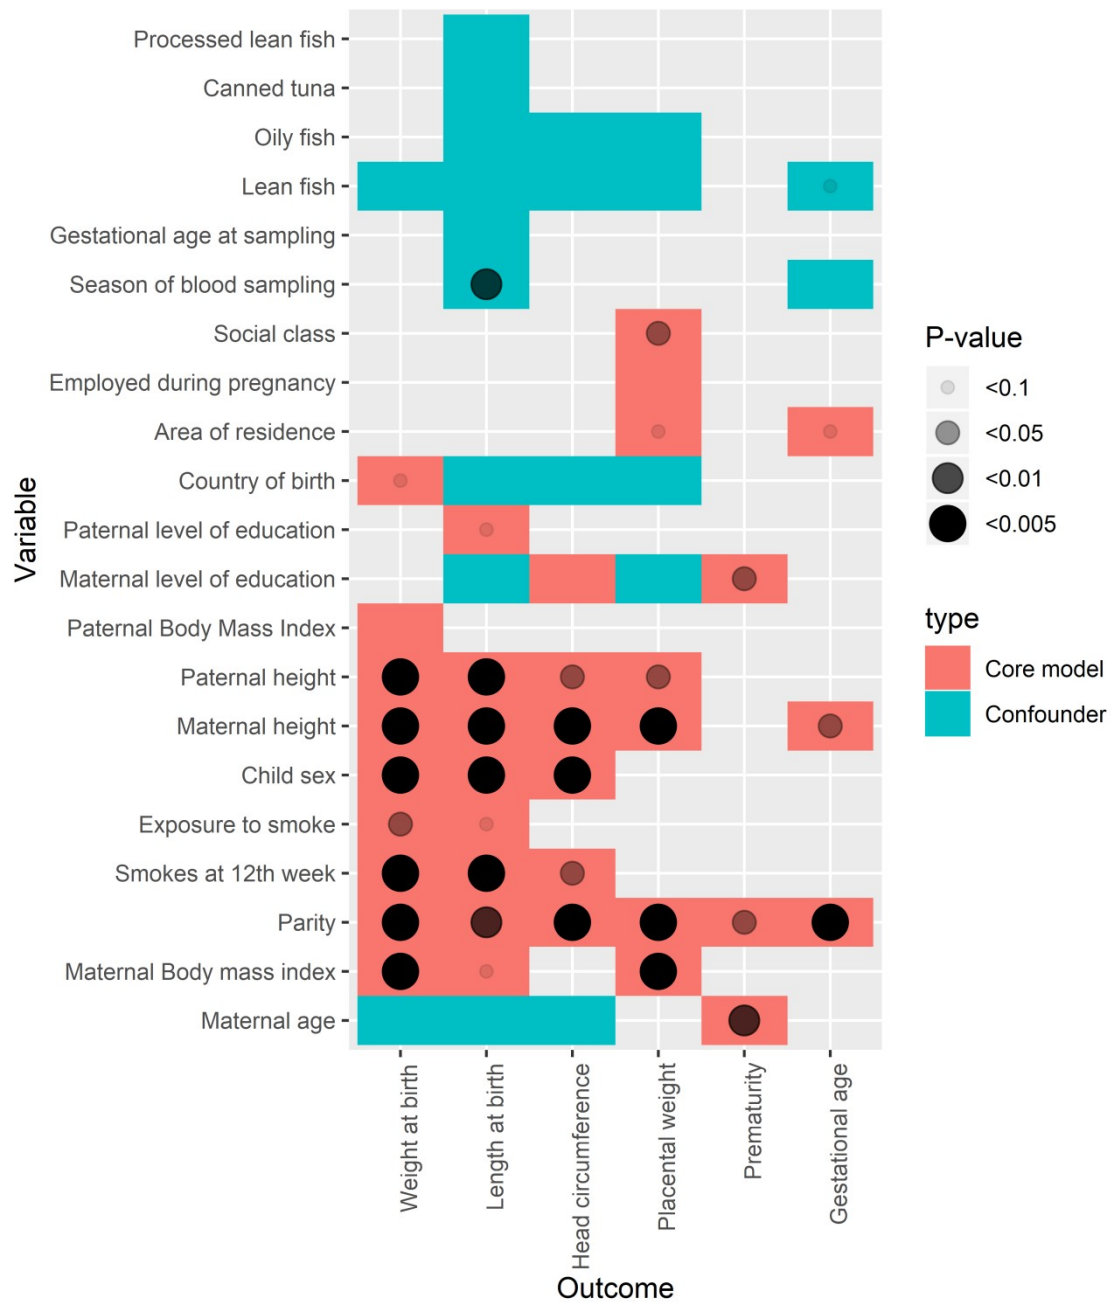 Variable
Processed lean fish
Canned tuna
Oily fish
Lean fish
Gestational age at sampling
Season of blood sampling
Social class
Employed during pregnancy
Area of residence
Country of birth
Paternal level of education
Maternal level of education
Paternal Body Mass Index
Paternal height
Maternal height
Child sex
Exposure to smoke
Smokes at 12th week
Parity
Maternal Body mass index
Maternal age
Weight at birth
Length at birth
Head circumference
Placental weight
Prematurity
Gestational age
Outcome
P-value
<0.1
<0.05
<0.01
<0.005
type
Core model
Confounder